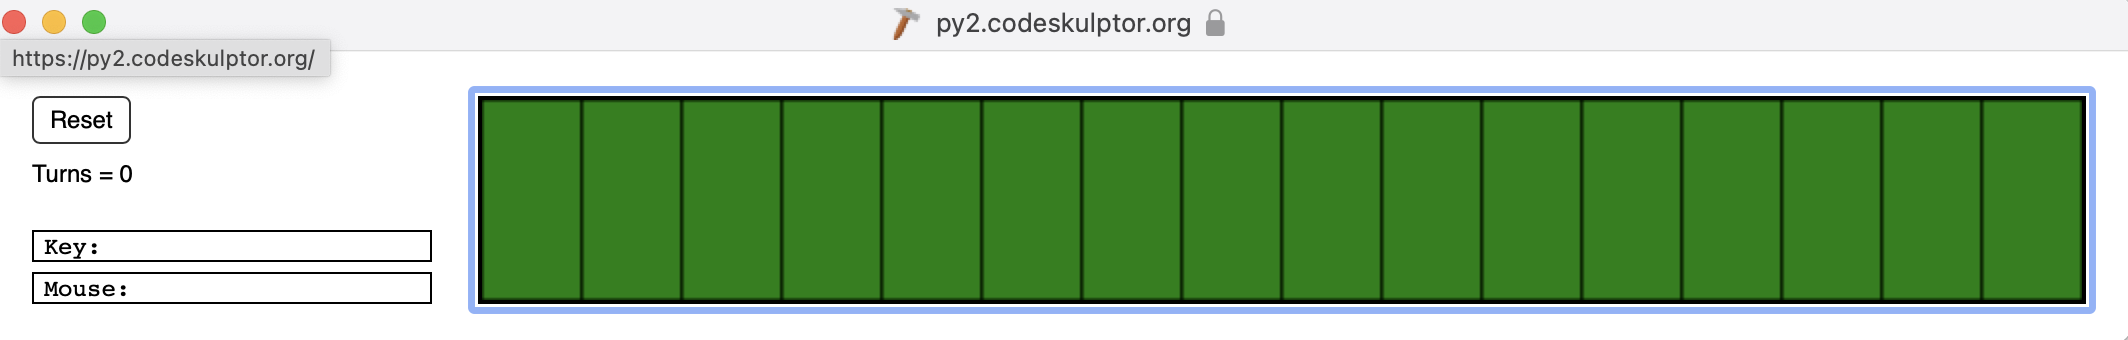 py2.codeskulptor.org
https://py2.codeskulptor.org/
Reset
Turns = 0
Key:
Mouse: